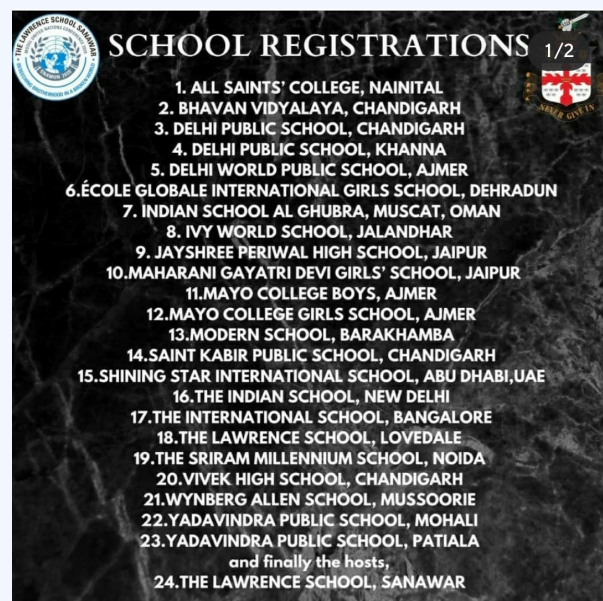 THE LAWRENCE SCHOOL SANAWAR
SCHOOL REGISTRATIONS
1/2
NEVER GIVE IN
1. ALL SAINTS’ COLLEGE, NAINITAL
2. BHAVAN VIDYALAYA, CHANDIGARH
3. DELHI PUBLIC SCHOOL, CHANDIGARH
4. DELHI PUBLIC SCHOOL, KHANNA
5. DELHI WORLD PUBLIC SCHOOL, AJMER
6.ÉCOLE GLOBALE INTERNATIONAL GIRLS SCHOOL, DEHRADUN
7. INDIAN SCHOOL AL GHUBRA, MUSCAT, OMAN
8. IVY WORLD SCHOOL, JALANDHAR
9. JAYSHREE PERIWAL HIGH SCHOOL, JAIPUR
10.MAHARANI GAYATRI DEVI GIRLS’ SCHOOL, JAIPUR
11.MAYO COLLEGE BOYS, AJMER
12.MAYO COLLEGE GIRLS SCHOOL, AJMER
13.MODERN SCHOOL, BARAKHAMBA
14.SAINT KABIR PUBLIC SCHOOL, CHANDIGARH
15.SHINING STAR INTERNATIONAL SCHOOL, ABU DHABI,UAE
16.THE INDIAN SCHOOL, NEW DELHI
17.THE INTERNATIONAL SCHOOL, BANGALORE
18.THE LAWRENCE SCHOOL, LOVEDALE
19.THE SRIRAM MILLENNIUM SCHOOL, NOIDA
20.VIVEK HIGH SCHOOL, CHANDIGARH
21.WYNBERG ALLEN SCHOOL, MUSSOORIE
22.YADAVINDRA PUBLIC SCHOOL, MOHALI
23.YADAVINDRA PUBLIC SCHOOL, PATIALA
and finally the hosts,
24.THE LAWRENCE SCHOOL, SANAWAR